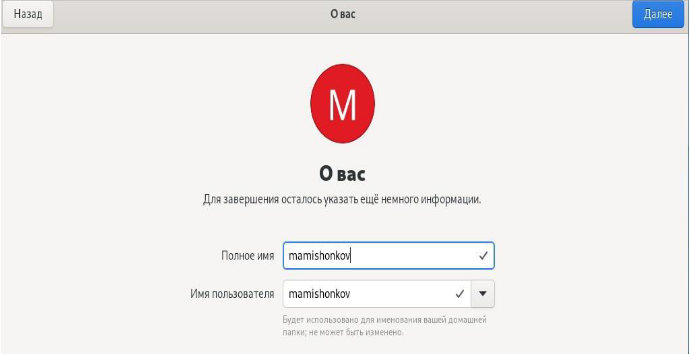 Назад О вас Далее
M
О вас
Для завершения осталось указать ещё немного информации.
Полное имя mamishonkov
Имя пользователя mamishonkov
Будет использовано для именования вашей домашней
папки; не может быть изменено.